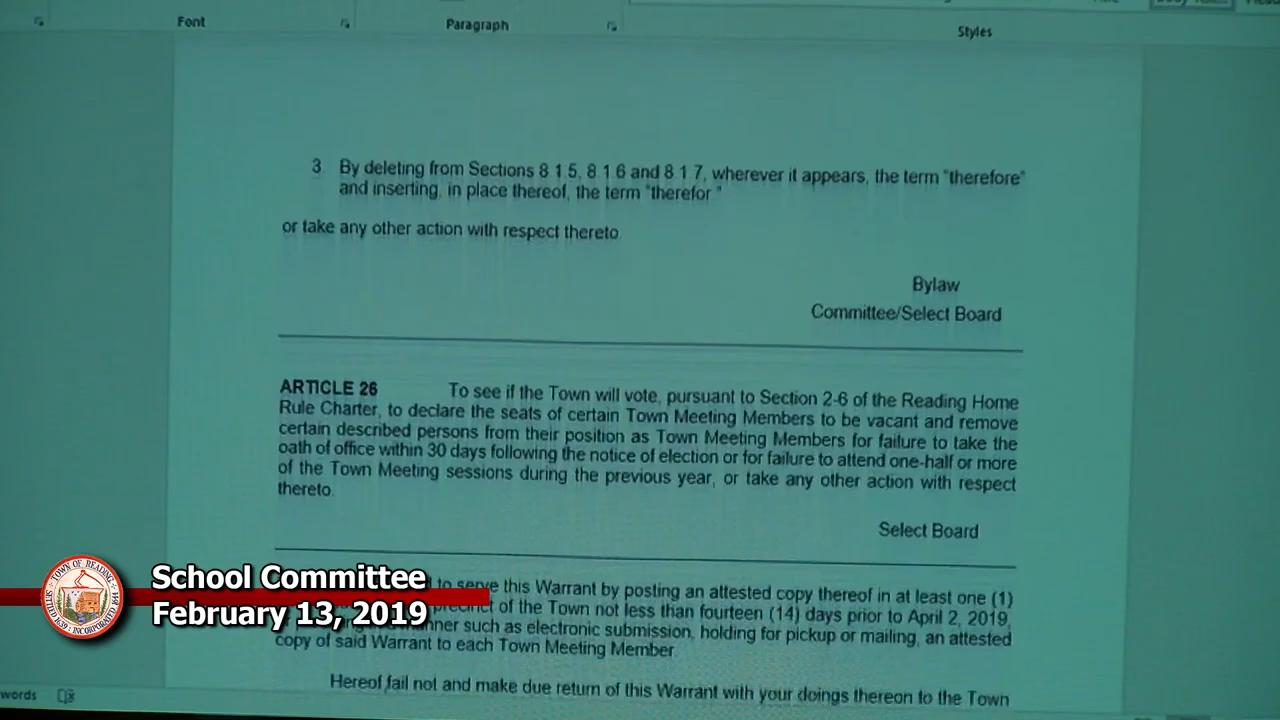 Font
Paragraph
Styles
3. By deleting from Sections 8.1.5, 8.1.6 and 8.1.7, wherever it appears, the term "therefore"
and inserting, in place thereof, the term "therefor."
or take any other action with respect thereto.
Bylaw
Committee/Select Board
ARTICLE 26 To see if the Town will vote, pursuant to Section 2-6 of the Reading Home
Rule Charter, to declare the seats of certain Town Meeting Members to be vacant and remove
certain described persons from their position as Town Meeting Members for failure to take the
oath of office within 30 days following the notice of election or for failure to attend one-half or more
of the Town Meeting sessions during the previous year, or take any other action with respect
thereto.
Select Board
to serve this Warrant by posting an attested copy thereof in at least one (1)
precinct of the Town not less than fourteen (14) days prior to April 2, 2019,
such as electronic submission, holding for pickup or mailing, an attested
copy of said Warrant to each Town Meeting Member.
Hereof fail not and make due return of this Warrant with your doings thereon to the Town
words
TOWN OF READING
SETTLED 1639. INCORPORATED 1644
School Committee
February 13, 2019